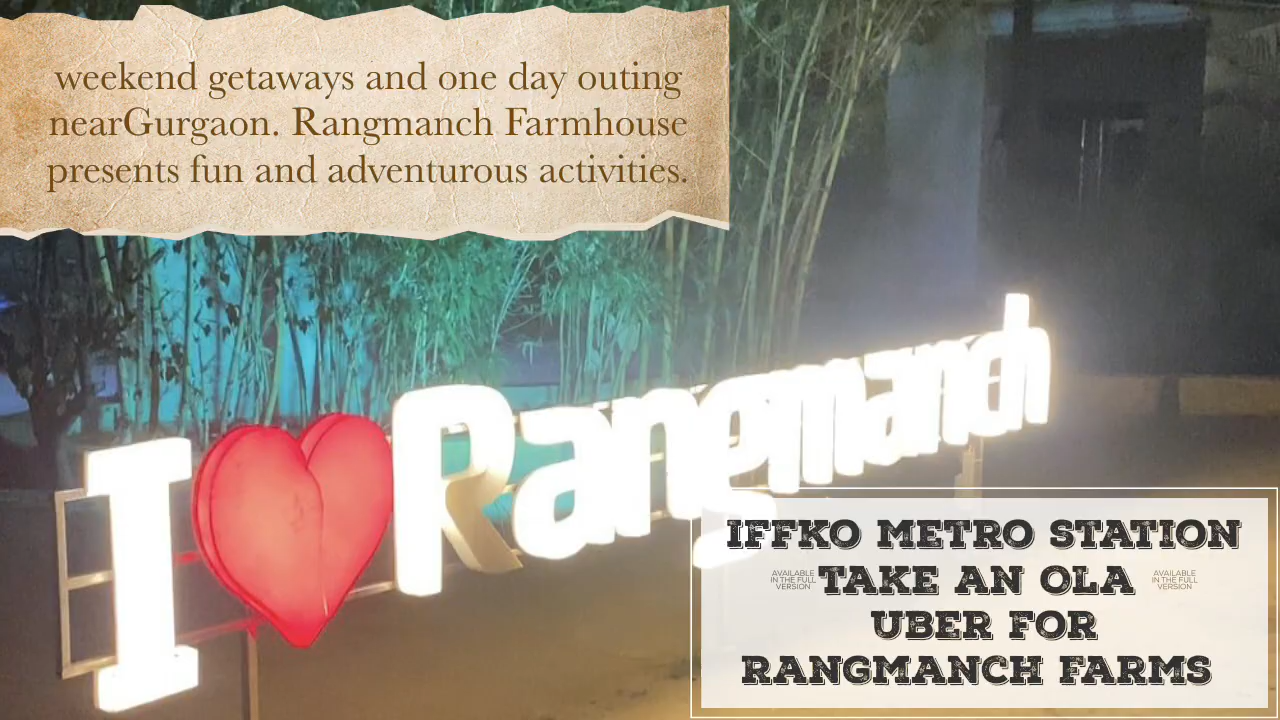 weekend getaways and one day outing
nearGurgaon. Rangmanch Farmhouse
presents fun and adventurous activities.
I ❤ Rangmanch
IFFKO METRO STATION
AVAILABLE
IN THE FULL
VERSION
TAKE AN OLA
AVAILABLE
IN THE FULL
VERSION
UBER FOR
RANGMANCH FARMS